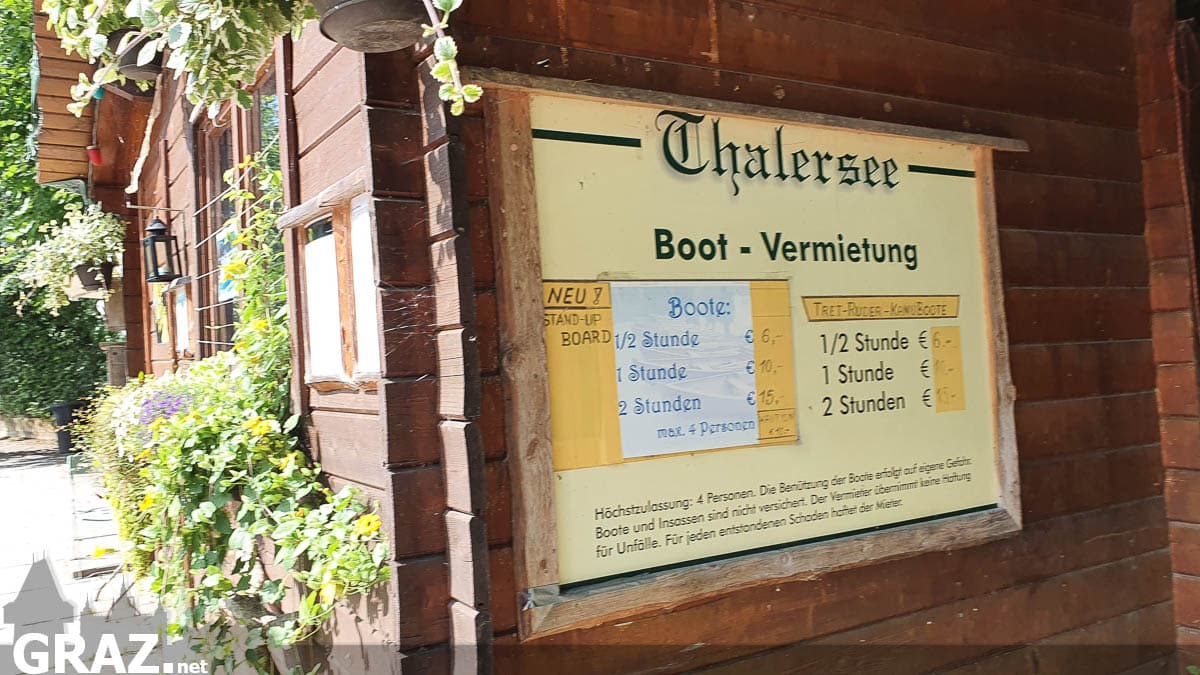 Thalersee
Boot - Vermietung
NEU !
STAND-UP
BOARD
Boote:
1/2 Stunde € 6,-
1 Stunde € 10,-
2 Stunden € 15,-
max. 4 Personen
TRET-RUDER-KANUBOOTE
1/2 Stunde € 6.-
1 Stunde € 10,-
2 Stunden € 15,-
Höchstzulassung: 4 Personen. Die Benützung der Boote erfolgt auf eigene Gefahr.
Boote und Insassen sind nicht versichert. Der Vermieter übernimmt keine Haftung
für Unfälle. Für jeden entstandenen Schaden haftet der Mieter.
GRAZ.net